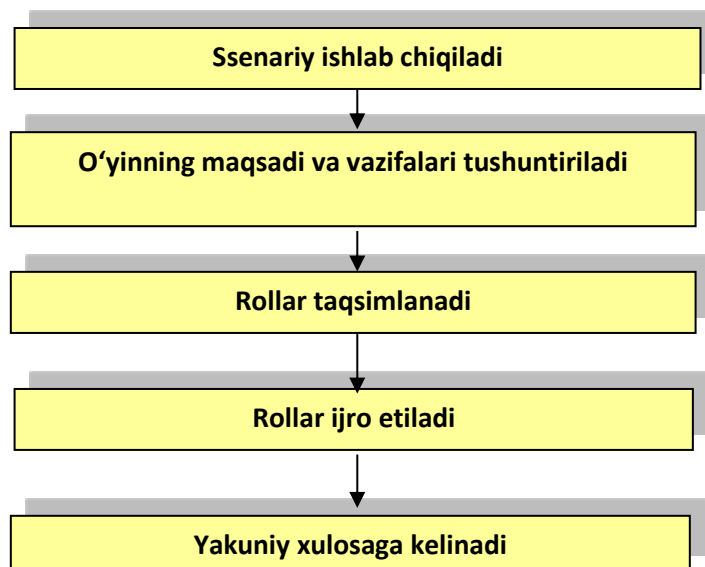 Ssenariy ishlab chiqiladi
O‘yinning maqsadi va vazifalari tushuntiriladi
Rollar taqsimlanadi
Rollar ijro etiladi
Yakuniy xulosaga kelinadi